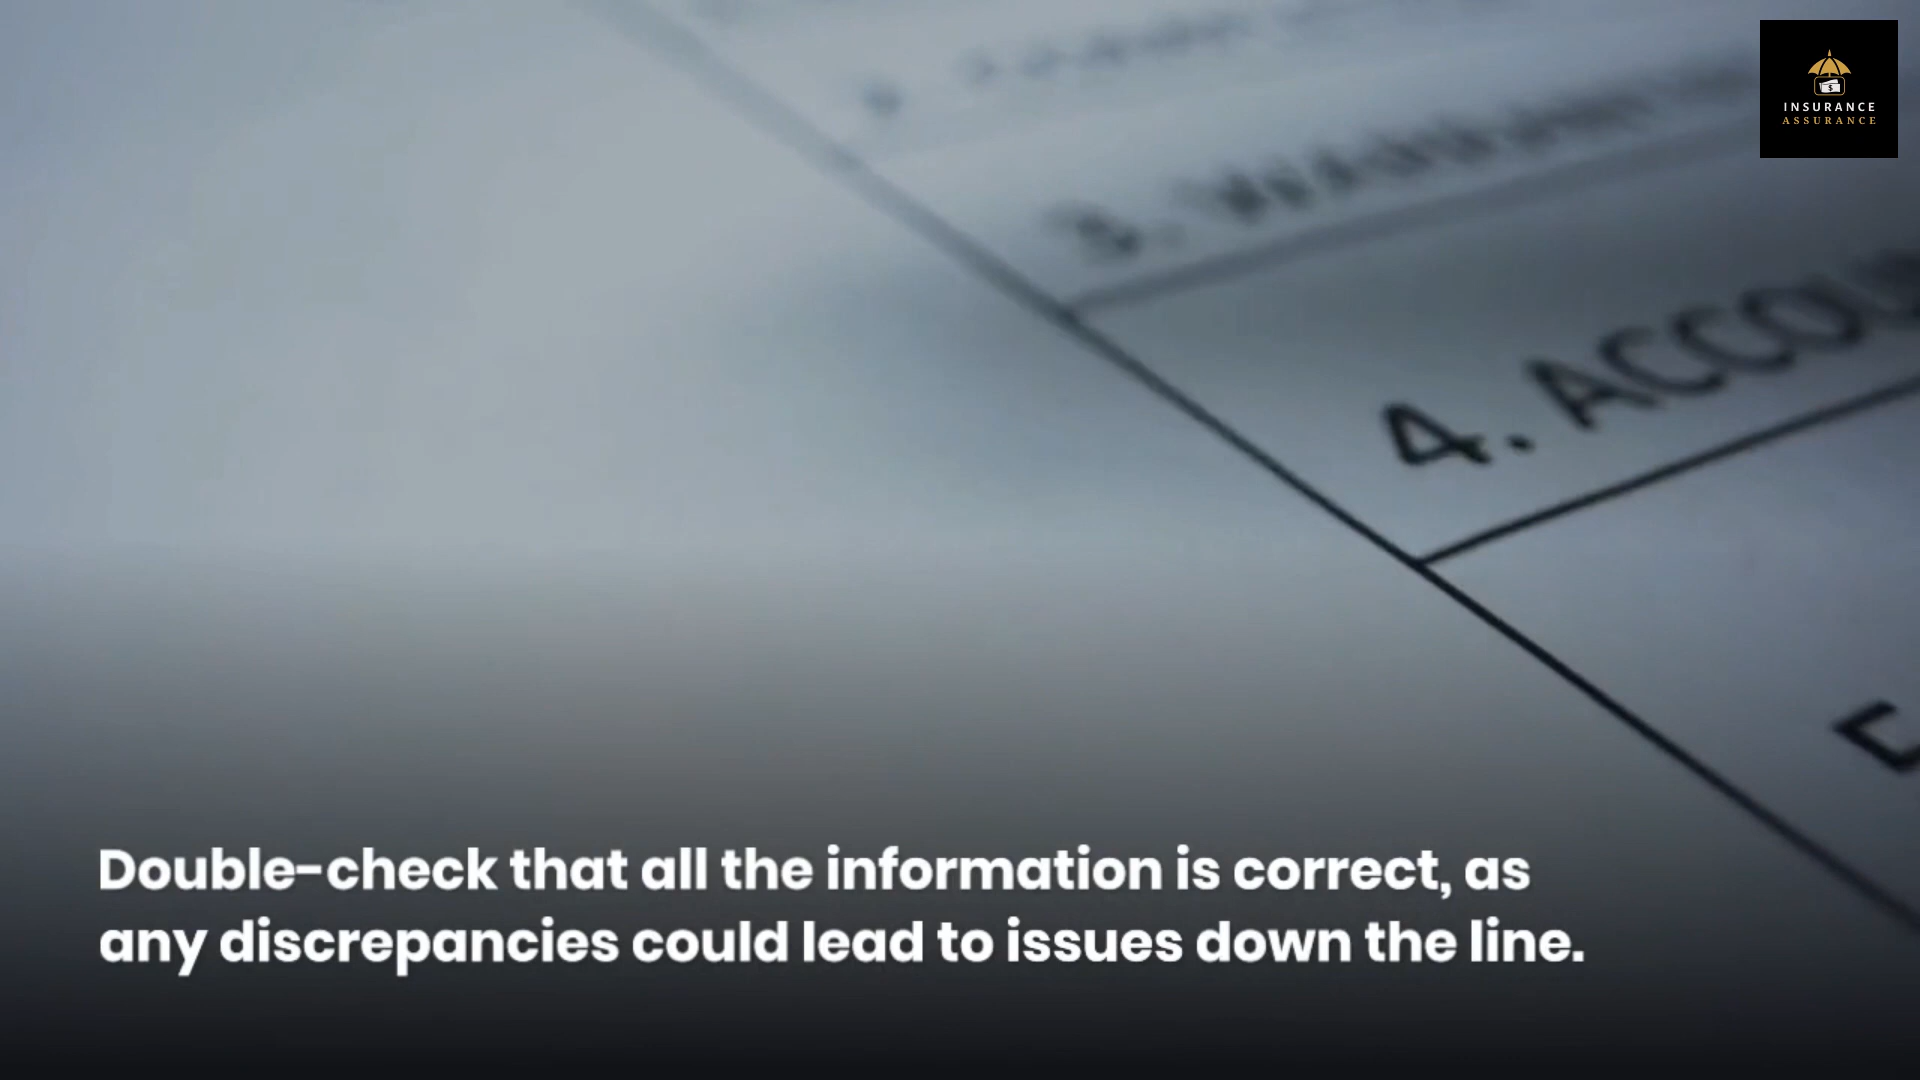 INSURANCE
ASSURANCE
4.
Double-check that all the information is correct, as
any discrepancies could lead to issues down the line.